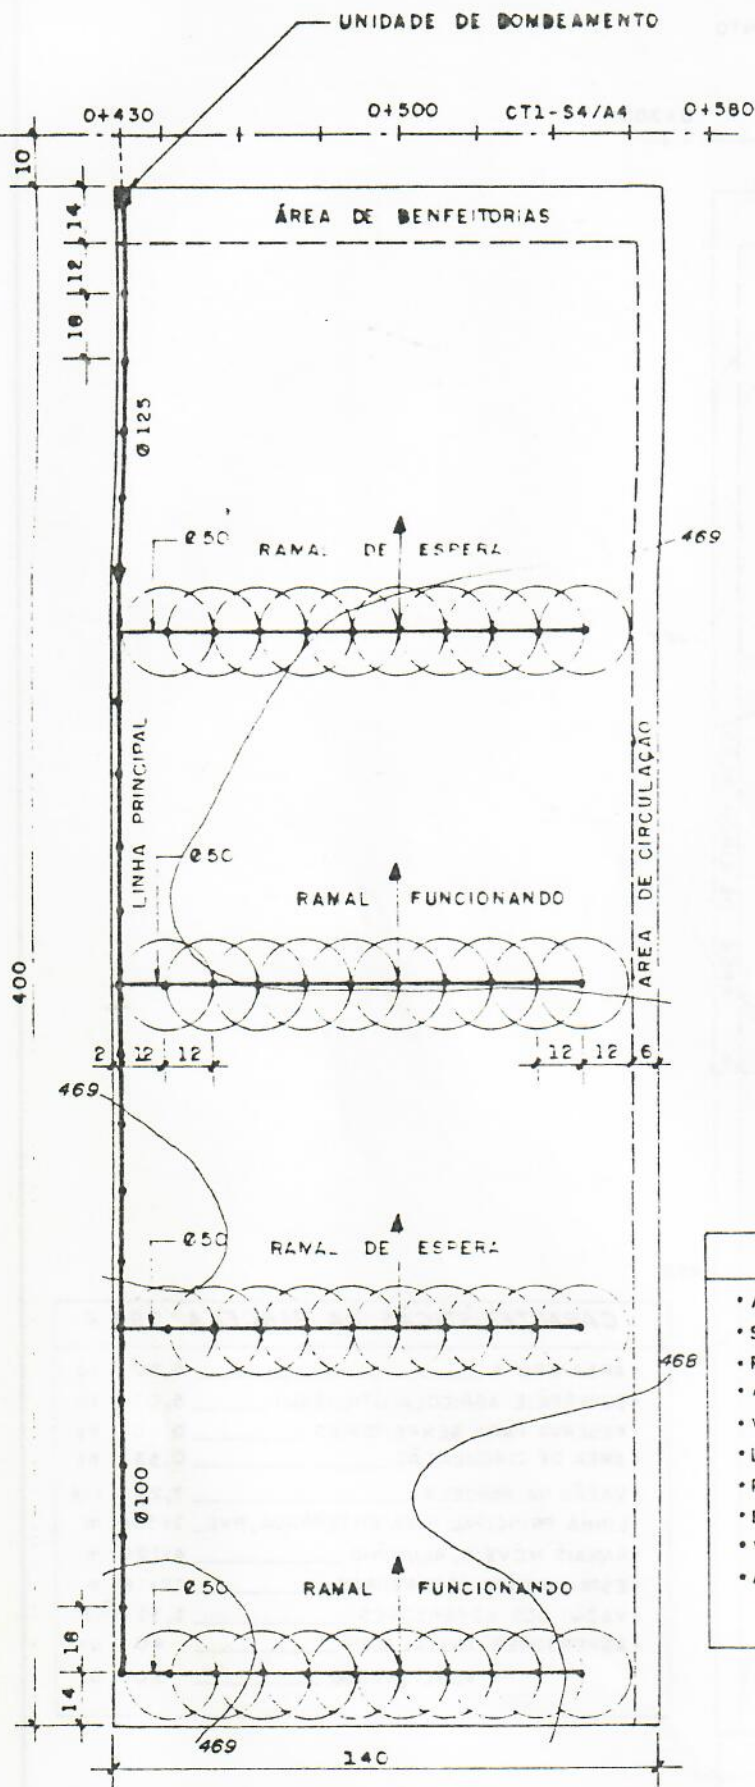 UNIDADE DE BOMBEAMENTO
0+430
0+500
CT1-S4/A4
0+580
10
14
12
18
ÁREA DE BENFEITORIAS
Ø125
Ø50
RAMAL DE ESPERA
469
LINHA PRINCIPAL
ÁREA DE CIRCULAÇAO
Ø50
RAMAL FUNCIONANDO
400
2
12
12
12
12
6
469
Ø50
RAMAL DE ESPERA
468
Ø100
Ø50
RAMAL FUNCIONANDO
18
14
469
140